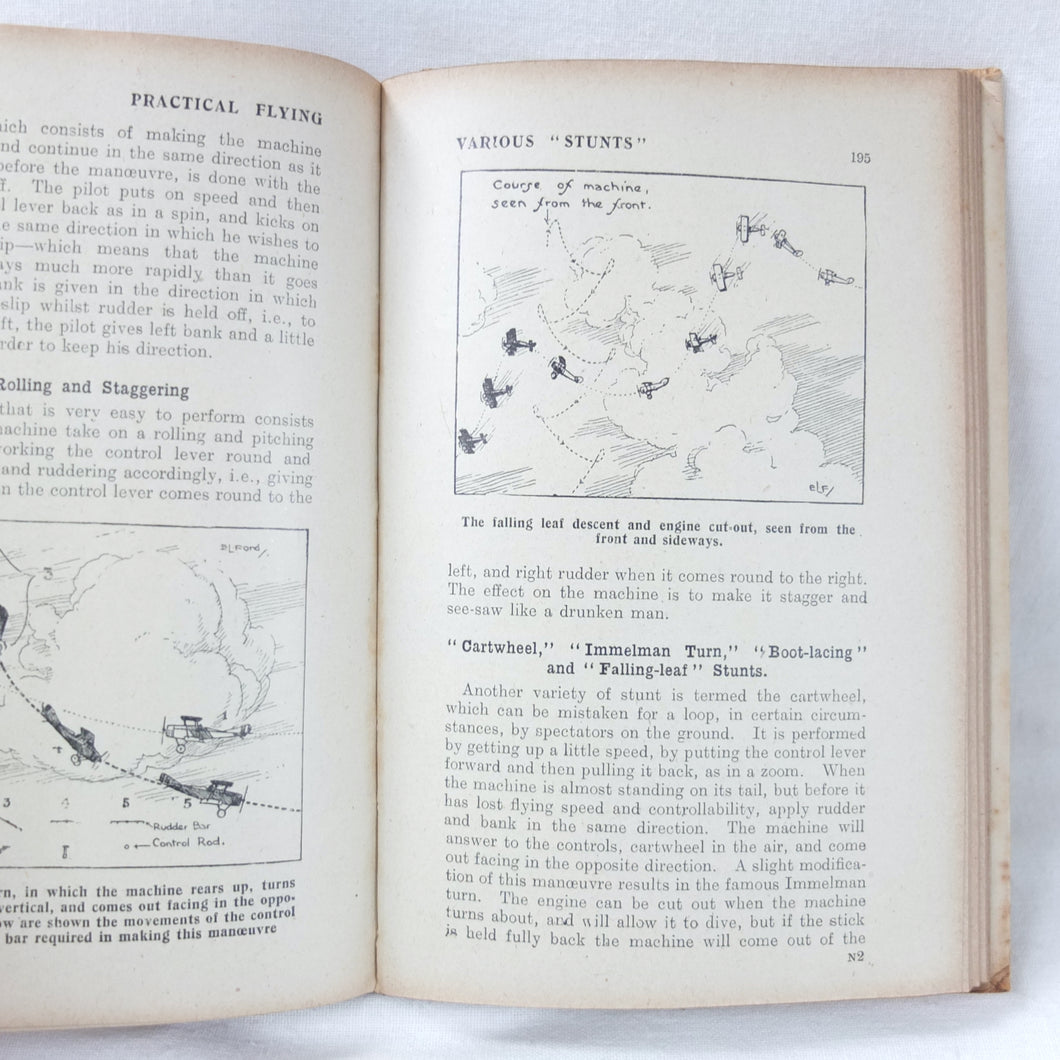 PRACTICAL FLYING
consists of making the machine
continue in the same direction as it
before the manœuvre, is done with the
The pilot puts on speed and then
lever back as in a spin, and kicks on
same direction in which he wishes to
which means that the machine
much more rapidly than it goes
is given in the direction in which
slip whilst rudder is held off, i.e., to
the pilot gives left bank and a little
order to keep his direction.
Rolling and Staggering
that is very easy to perform consists
machine take on a rolling and pitching
working the control lever round and
and ruddering accordingly, i.e., giving
the control lever comes round to the
3
3 4 5 5
Rudder Bar
Control Rod.
in which the machine rears up, turns
vertical, and comes out facing in the oppo-
are shown the movements of the control
bar required in making this manœuvre
VARIOUS "STUNTS"
195
Course of machine,
seen from the front.
The falling leaf descent and engine cut-out, seen from the
front and sideways.
left, and right rudder when it comes round to the right.
The effect on the machine is to make it stagger and
see-saw like a drunken man.
"Cartwheel," "Immelman Turn," "Boot-lacing"
and "Falling-leaf" Stunts.
Another variety of stunt is termed the cartwheel,
which can be mistaken for a loop, in certain circum-
stances, by spectators on the ground. It is performed
by getting up a little speed, by putting the control lever
forward and then pulling it back, as in a zoom. When
the machine is almost standing on its tail, but before it
has lost flying speed and controllability, apply rudder
and bank in the same direction. The machine will
answer to the controls, cartwheel in the air, and come
out facing in the opposite direction. A slight modifica-
tion of this manœuvre results in the famous Immelman
turn. The engine can be cut out when the machine
turns about, and will allow it to dive, but if the stick
is held fully back the machine will come out of the
N2